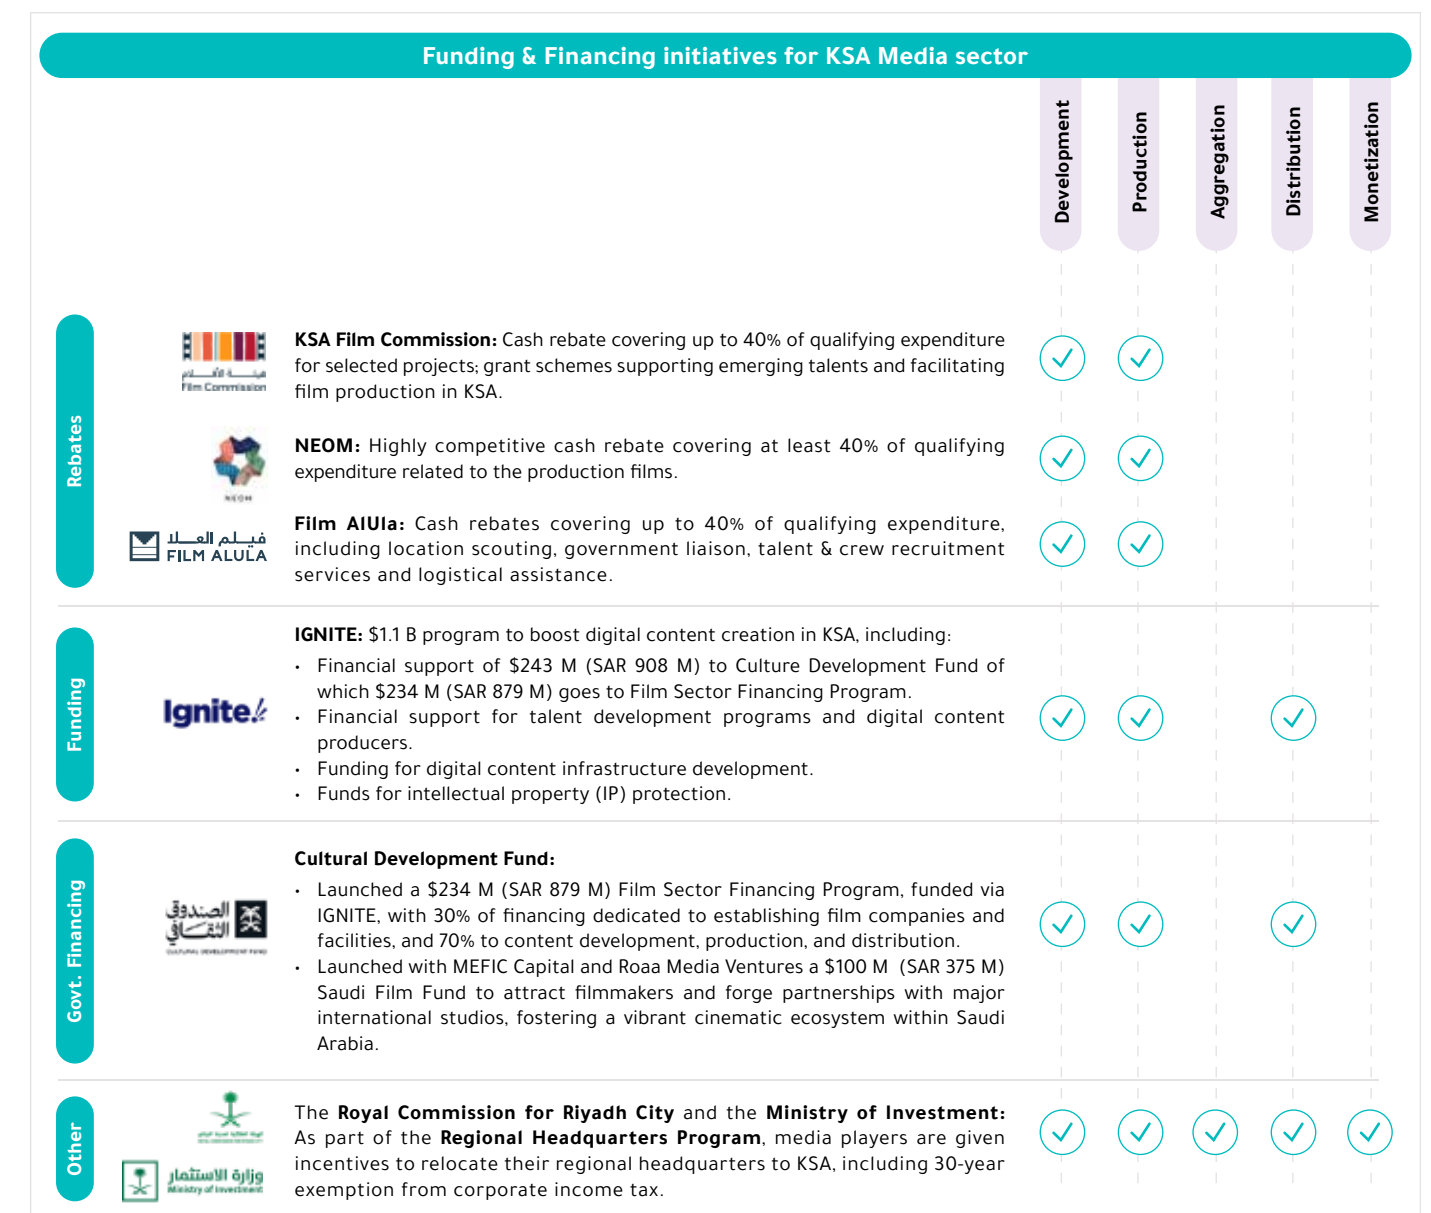 Funding & Financing initiatives for KSA Media sector
Development
Production
Aggregation
Distribution
Monetization
Rebates
هيئة الأفلام
Film Commission
KSA Film Commission: Cash rebate covering up to 40% of qualifying expenditure
for selected projects; grant schemes supporting emerging talents and facilitating
film production in KSA.
NEOM
NEOM: Highly competitive cash rebate covering at least 40% of qualifying
expenditure related to the production films.
فيلم العلا
FILM ALULA
Film AlUla: Cash rebates covering up to 40% of qualifying expenditure,
including location scouting, government liaison, talent & crew recruitment
services and logistical assistance.
Funding
Ignite
IGNITE: $1.1 B program to boost digital content creation in KSA, including:
• Financial support of $243 M (SAR 908 M) to Culture Development Fund of
which $234 M (SAR 879 M) goes to Film Sector Financing Program.
• Financial support for talent development programs and digital content
producers.
• Funding for digital content infrastructure development.
• Funds for intellectual property (IP) protection.
Govt. Financing
الصندوق
الثقافي
CULTURAL DEVELOPMENT FUND
Cultural Development Fund:
• Launched a $234 M (SAR 879 M) Film Sector Financing Program, funded via
IGNITE, with 30% of financing dedicated to establishing film companies and
facilities, and 70% to content development, production, and distribution.
• Launched with MEFIC Capital and Roaa Media Ventures a $100 M (SAR 375 M)
Saudi Film Fund to attract filmmakers and forge partnerships with major
international studios, fostering a vibrant cinematic ecosystem within Saudi
Arabia.
Other
وزارة الاستثمار
Ministry of Investment
The Royal Commission for Riyadh City and the Ministry of Investment:
As part of the Regional Headquarters Program, media players are given
incentives to relocate their regional headquarters to KSA, including 30-year
exemption from corporate income tax.